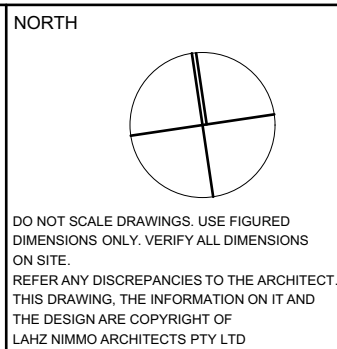 NORTH
DO NOT SCALE DRAWINGS. USE FIGURED
DIMENSIONS ONLY. VERIFY ALL DIMENSIONS
ON SITE.
REFER ANY DISCREPANCIES TO THE ARCHITECT.
THIS DRAWING, THE INFORMATION ON IT AND
THE DESIGN ARE COPYRIGHT OF
LAHZ NIMMO ARCHITECTS PTY LTD